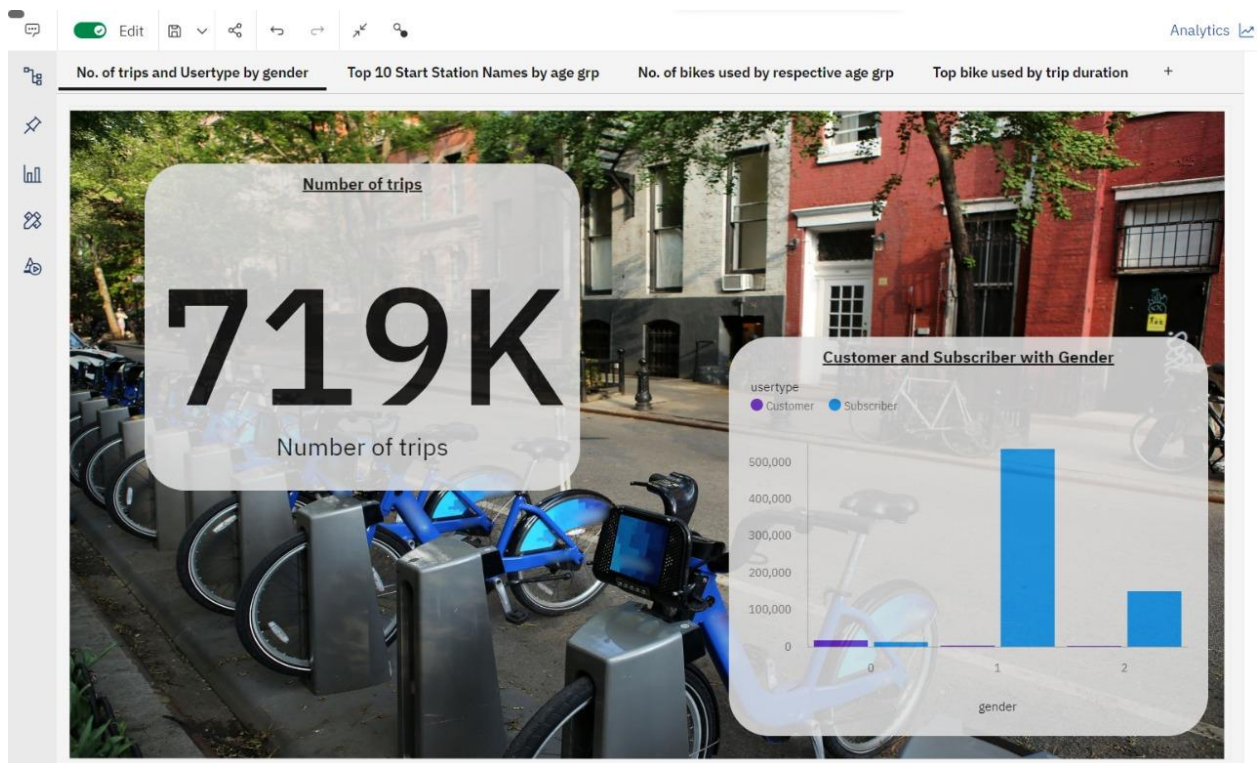 Edit
Analytics
No. of trips and Usertype by gender
Top 10 Start Station Names by age grp
No. of bikes used by respective age grp
Top bike used by trip duration
+
Number of trips
719K
Number of trips
Customer and Subscriber with Gender
usertype
Customer Subscriber
500,000
400,000
300,000
200,000
100,000
0
0 1 2
gender